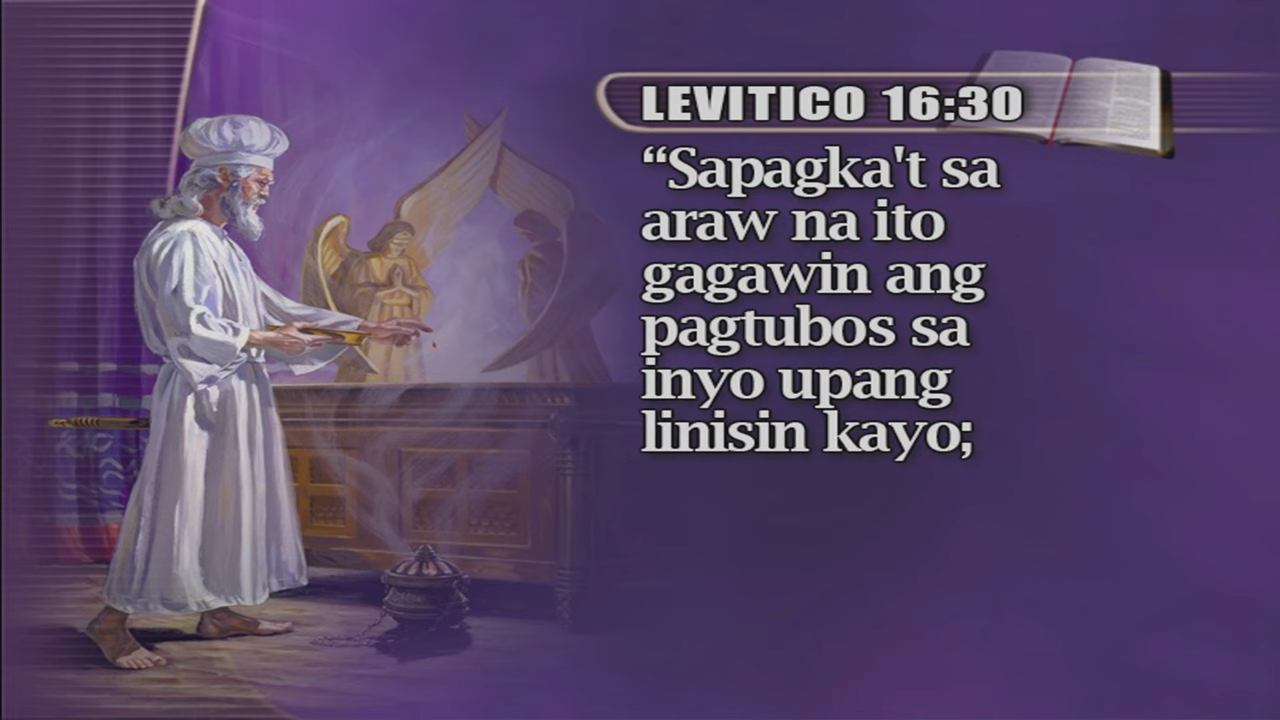 LEVITICO 16:30
“Sapagka't sa
araw na ito
gagawin ang
pagtubos sa
inyo upang
linisin kayo;